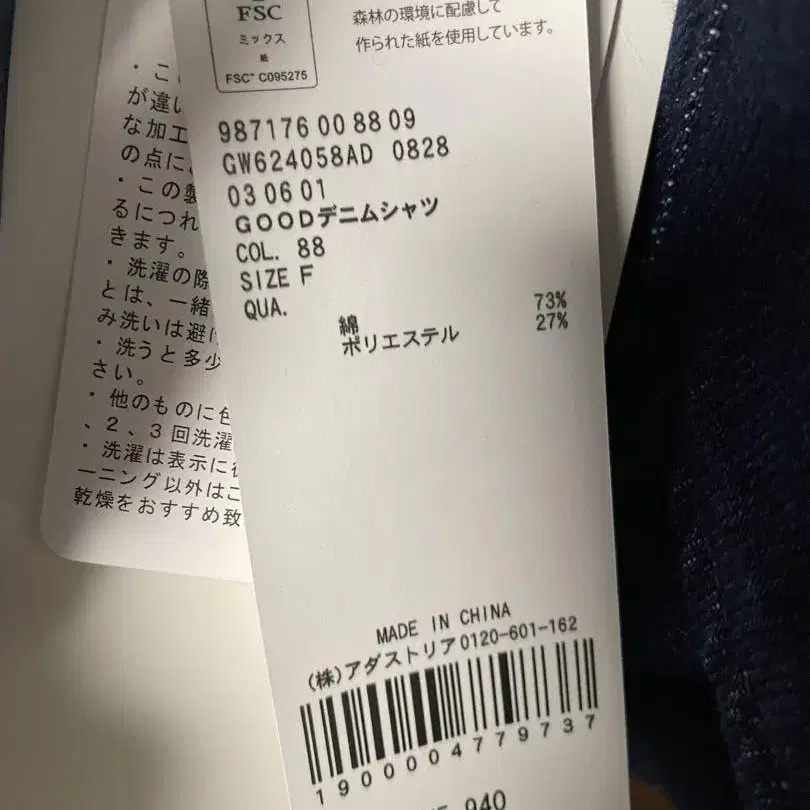 FSC
ミックス
紙
FSC™ C095275
森林の環境に配慮して
作られた紙を使用しています。
987176 00 88 09
GW624058AD 0828
03 06 01
GOODデニムシャツ
COL. 88
SIZE F
QUA.
綿 73%
ポリエステル 27%
MADE IN CHINA
(株)アダストリア0120-601-162
1900004779737
940
・こ
が違い
な加工
の点に
・この製
るにつれ
きます。
・洗濯の際
とは、一緒
み洗いは避け
・洗うと多少
さい。
・他のものに色
、2、3回洗濯
・洗濯は表示に
ーニング以外は
乾燥をおすすめ致